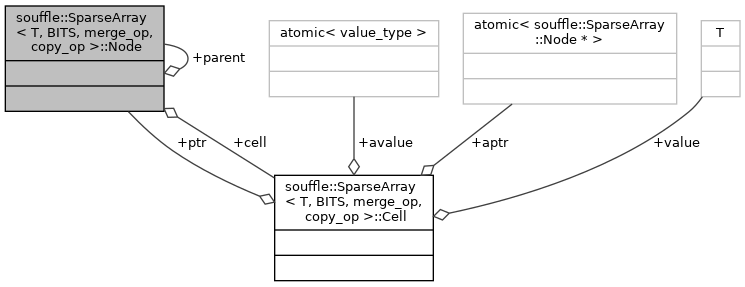 souffle::SparseArray
< T, BITS, merge_op,
copy_op >::Node
+parent
atomic< value_type >
atomic< souffle::SparseArray
::Node * >
T
+ptr
+cell
+avalue
+aptr
+value
souffle::SparseArray
< T, BITS, merge_op,
copy_op >::Cell